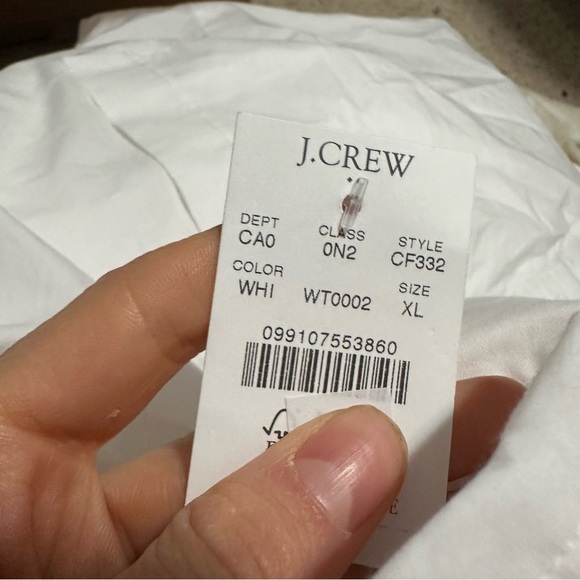 J.CREW
DEPT CLASS STYLE
CA0 0N2 CF332
COLOR SIZE
WHI WT0002 XL
099107553860